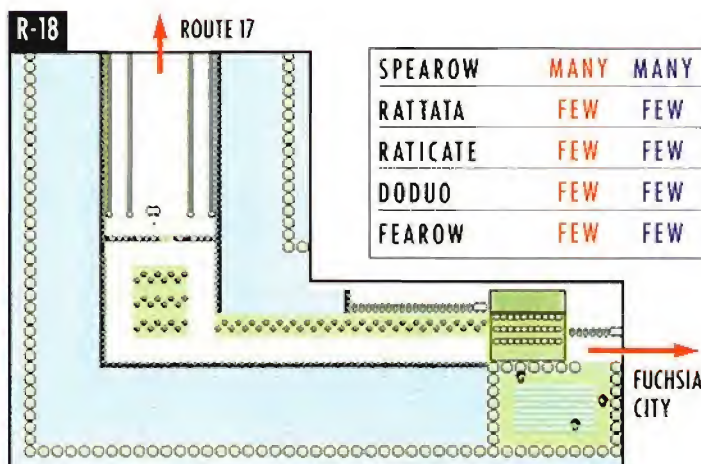 R-18
ROUTE 17
SPEAROW MANY MANY
RATTATA FEW FEW
RATICATE FEW FEW
DODUO FEW FEW
FEAROW FEW FEW
FUCHSIA
CITY